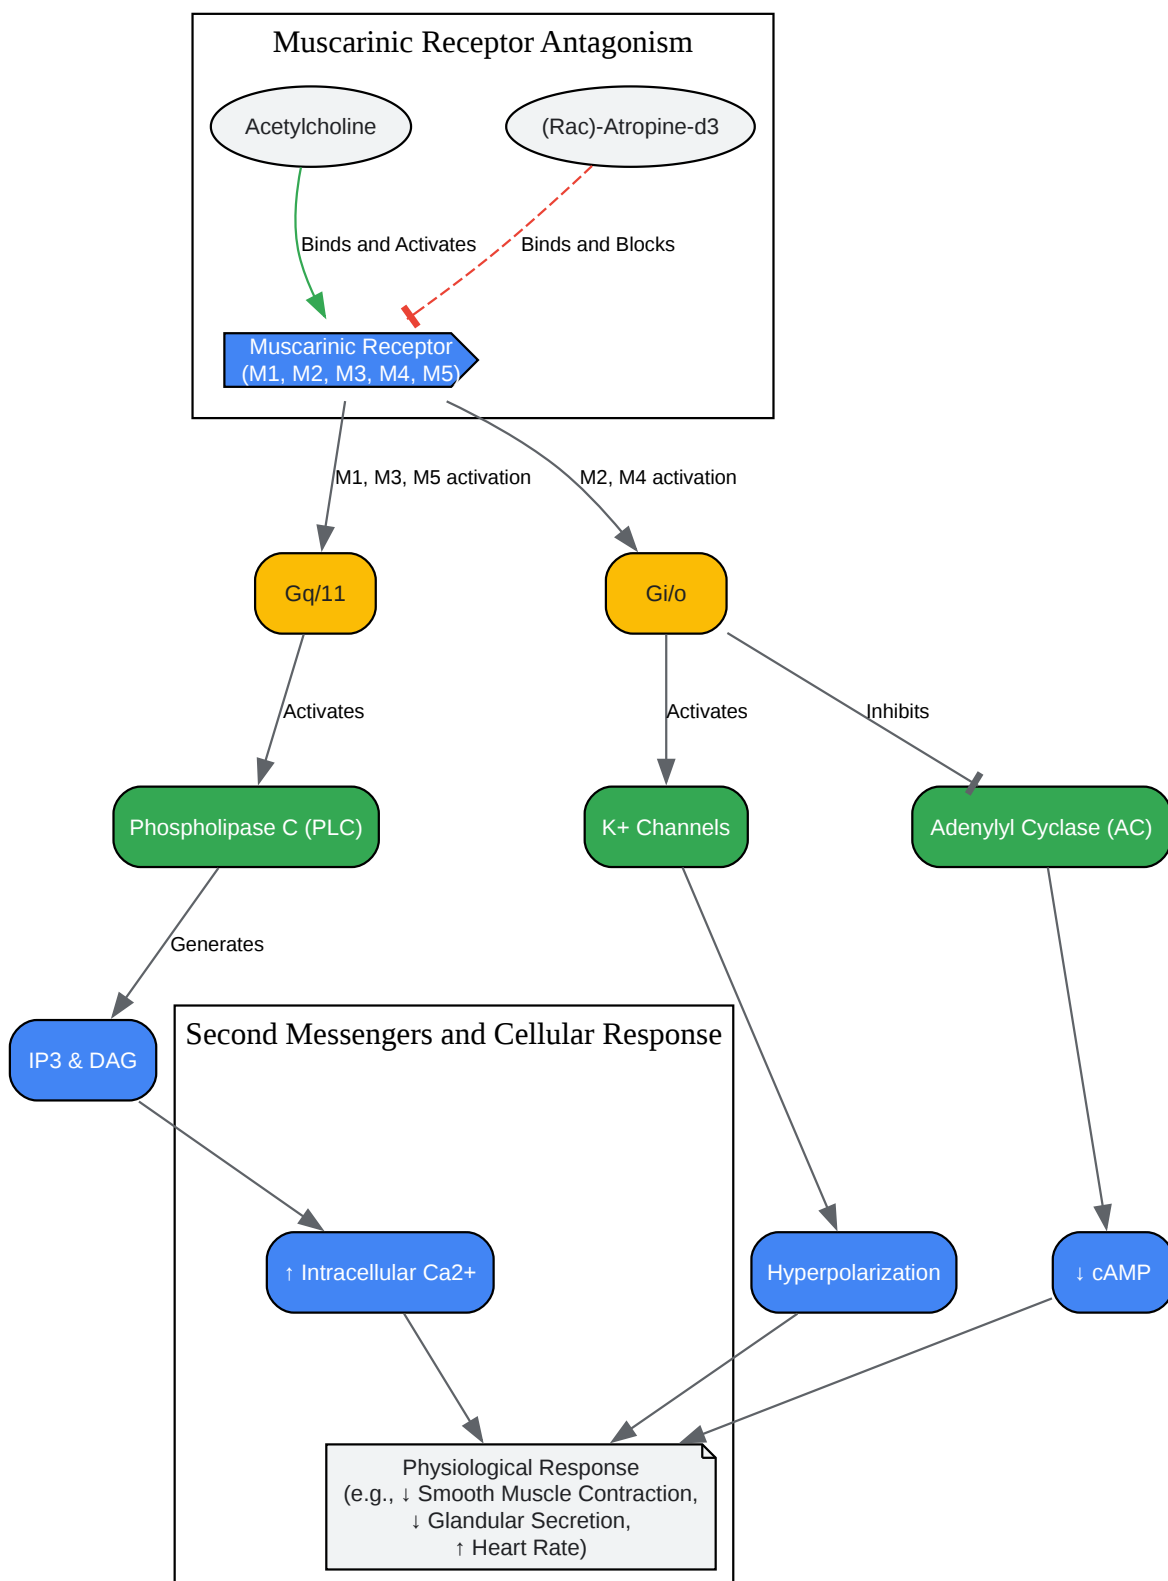 Muscarinic Receptor Antagonism
Acetylcholine
(Rac)-Atropine-d3
Binds and Activates
Binds and Blocks
Muscarinic Receptor
(M1, M2, M3, M4, M5)
M1, M3, M5 activation
M2, M4 activation
Gq/11
Gi/o
Activates
Activates
Inhibits
Phospholipase C (PLC)
K+ Channels
Adenylyl Cyclase (AC)
Generates
Second Messengers and Cellular Response
IP3 & DAG
↑ Intracellular Ca2+
Hyperpolarization
↓ cAMP
Physiological Response
(e.g., ↓ Smooth Muscle Contraction,
↓ Glandular Secretion,
↑ Heart Rate)